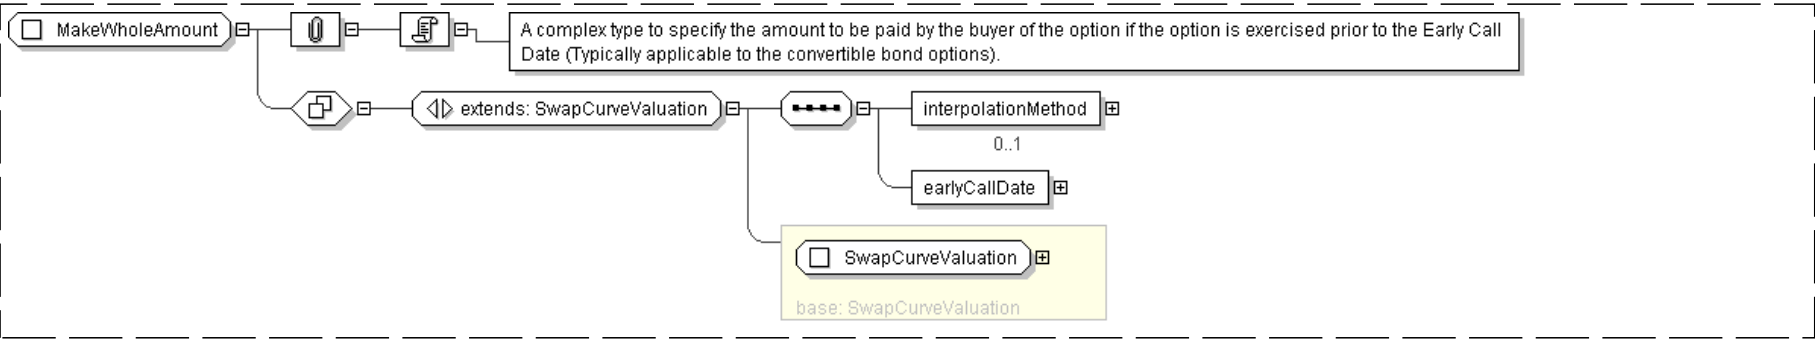 MakeWholeAmount
A complex type to specify the amount to be paid by the buyer of the option if the option is exercised prior to the Early Call
Date (Typically applicable to the convertible bond options).
extends: SwapCurveValuation
interpolationMethod
0..1
earlyCallDate
SwapCurveValuation
base: SwapCurveValuation